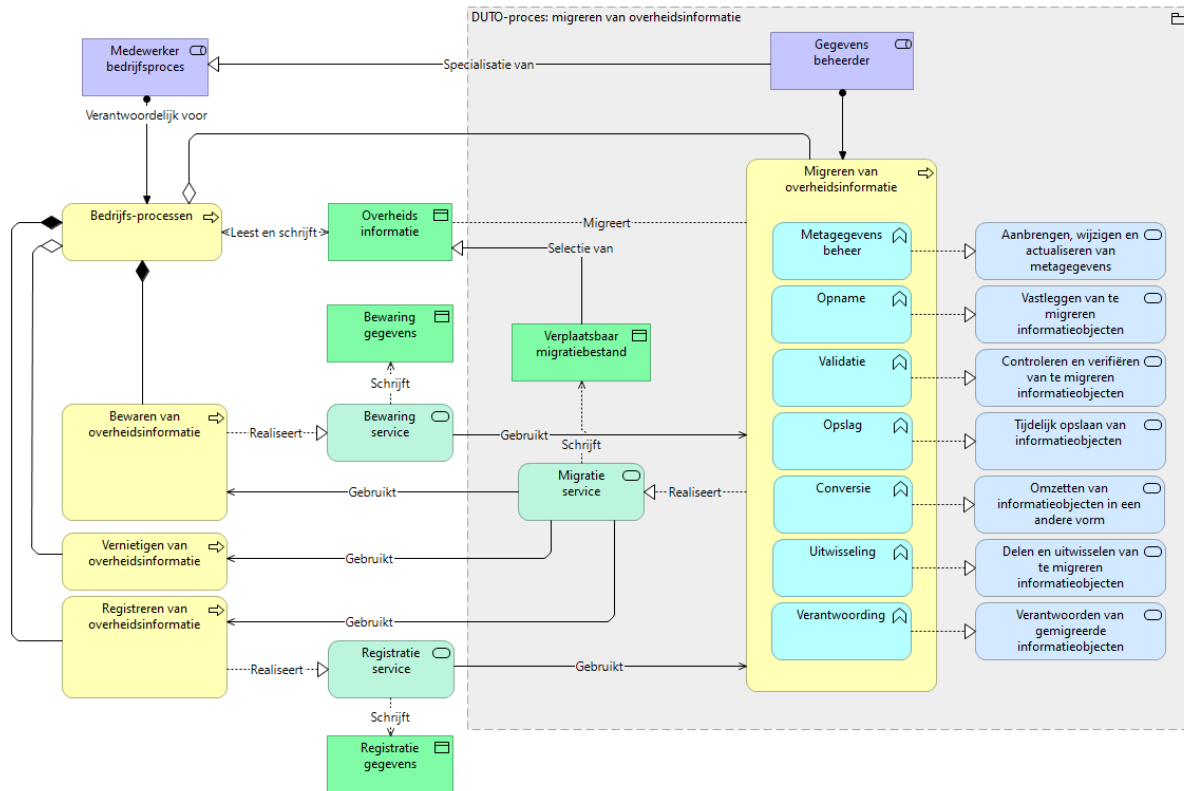 DUTO-proces: migreren van overheidsinformatie
Medewerker
bedrijfsproces
Specialisatie van
Gegevens
beheerder
Verantwoordelijk voor
Migreren van
overheidsinformatie
Bedrijfs-processen
Leest en schrijft
Overheids
informatie
Migreert
Selectie van
Metagegevens
beheer
Aanbrengen, wijzigen en
actualiseren van
metagegevens
Opname
Vastleggen van te
migreren
informatieobjecten
Bewaring
gegevens
Verplaatsbaar
migratiebestand
Validatie
Controleren en verifiëren
van te migreren
informatieobjecten
Schrijft
Bewaren van
overheidsinformatie
Realiseert
Bewaring
service
Gebruikt
Schrijft
Opslag
Tijdelijk opslaan van
informatieobjecten
Gebruikt
Migratie
service
Realiseert
Conversie
Omzetten van
informatieobjecten in een
andere vorm
Vernietigen van
overheidsinformatie
Gebruikt
Uitwisseling
Delen en uitwisselen van
te migreren
informatieobjecten
Registreren van
overheidsinformatie
Gebruikt
Verantwoording
Verantwoorden van
gemigreerde
informatieobjecten
Realiseert
Registratie
service
Gebruikt
Schrijft
Registratie
gegevens